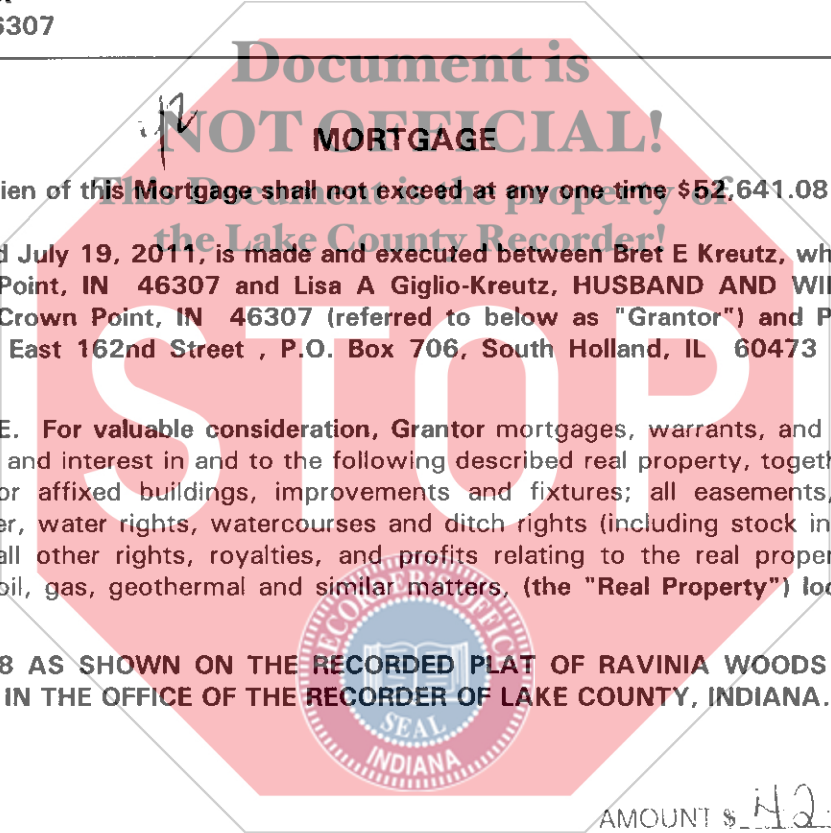 6307
Document is
NOT OFFICIAL!
MORTGAGE
This Document is the property of
the Lake County Recorder!
ien of this Mortgage shall not exceed at any one time $52,641.08
d July 19, 2011, is made and executed between Bret E Kreutz, wh
Point, IN 46307 and Lisa A Giglio-Kreutz, HUSBAND AND WI
Crown Point, IN 46307 (referred to below as "Grantor") and P
East 162nd Street , P.O. Box 706, South Holland, IL 60473
STOP
E. For valuable consideration, Grantor mortgages, warrants, and
and interest in and to the following described real property, togeth
or affixed buildings, improvements and fixtures; all easements,
er, water rights, watercourses and ditch rights (including stock in
all other rights, royalties, and profits relating to the real proper
oil, gas, geothermal and similar matters, (the "Real Property") loc
8 AS SHOWN ON THE RECORDED PLAT OF RAVINIA WOODS
IN THE OFFICE OF THE RECORDER OF LAKE COUNTY, INDIANA.
RECORDER'S OFFICE
SEAL
INDIANA
AMOUNT $ 42